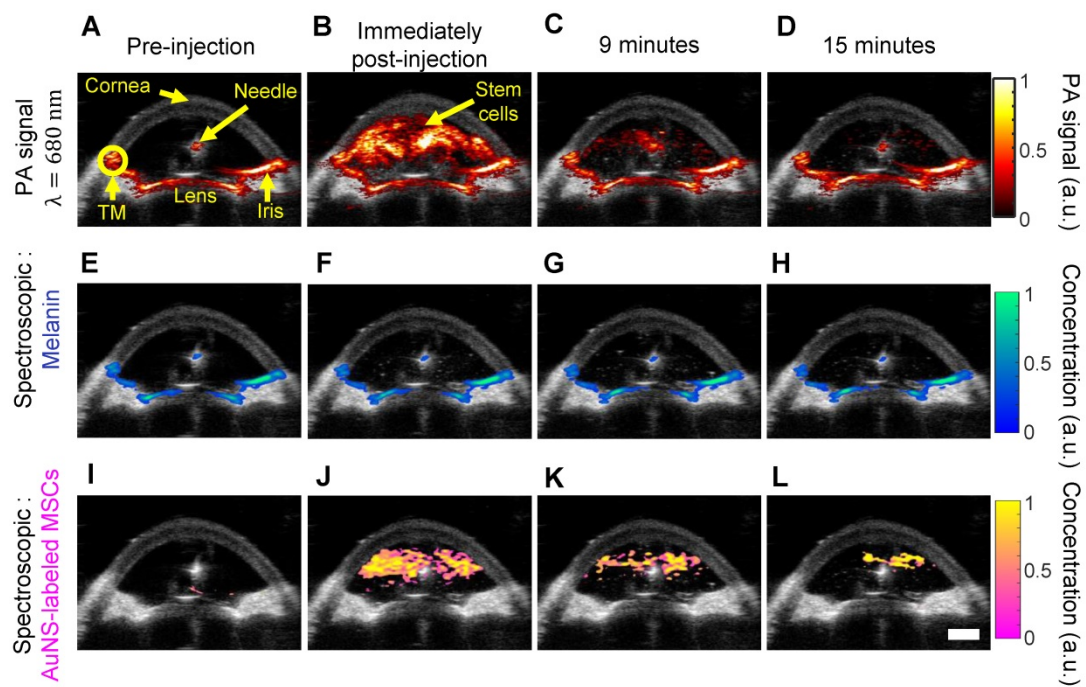 A
Pre-injection
B
Immediately
post-injection
C
9 minutes
D
15 minutes
PA signal
λ = 680 nm
Cornea
Needle
TM
Lens
Iris
Stem
cells
1
0.5
0
PA signal (a.u.)
E
F
G
H
Spectroscopic :
Melanin
1
0.5
0
Concentration (a.u.)
I
J
K
L
Spectroscopic :
AuNS-labeled MSCs
1
0.5
0
Concentration (a.u.)